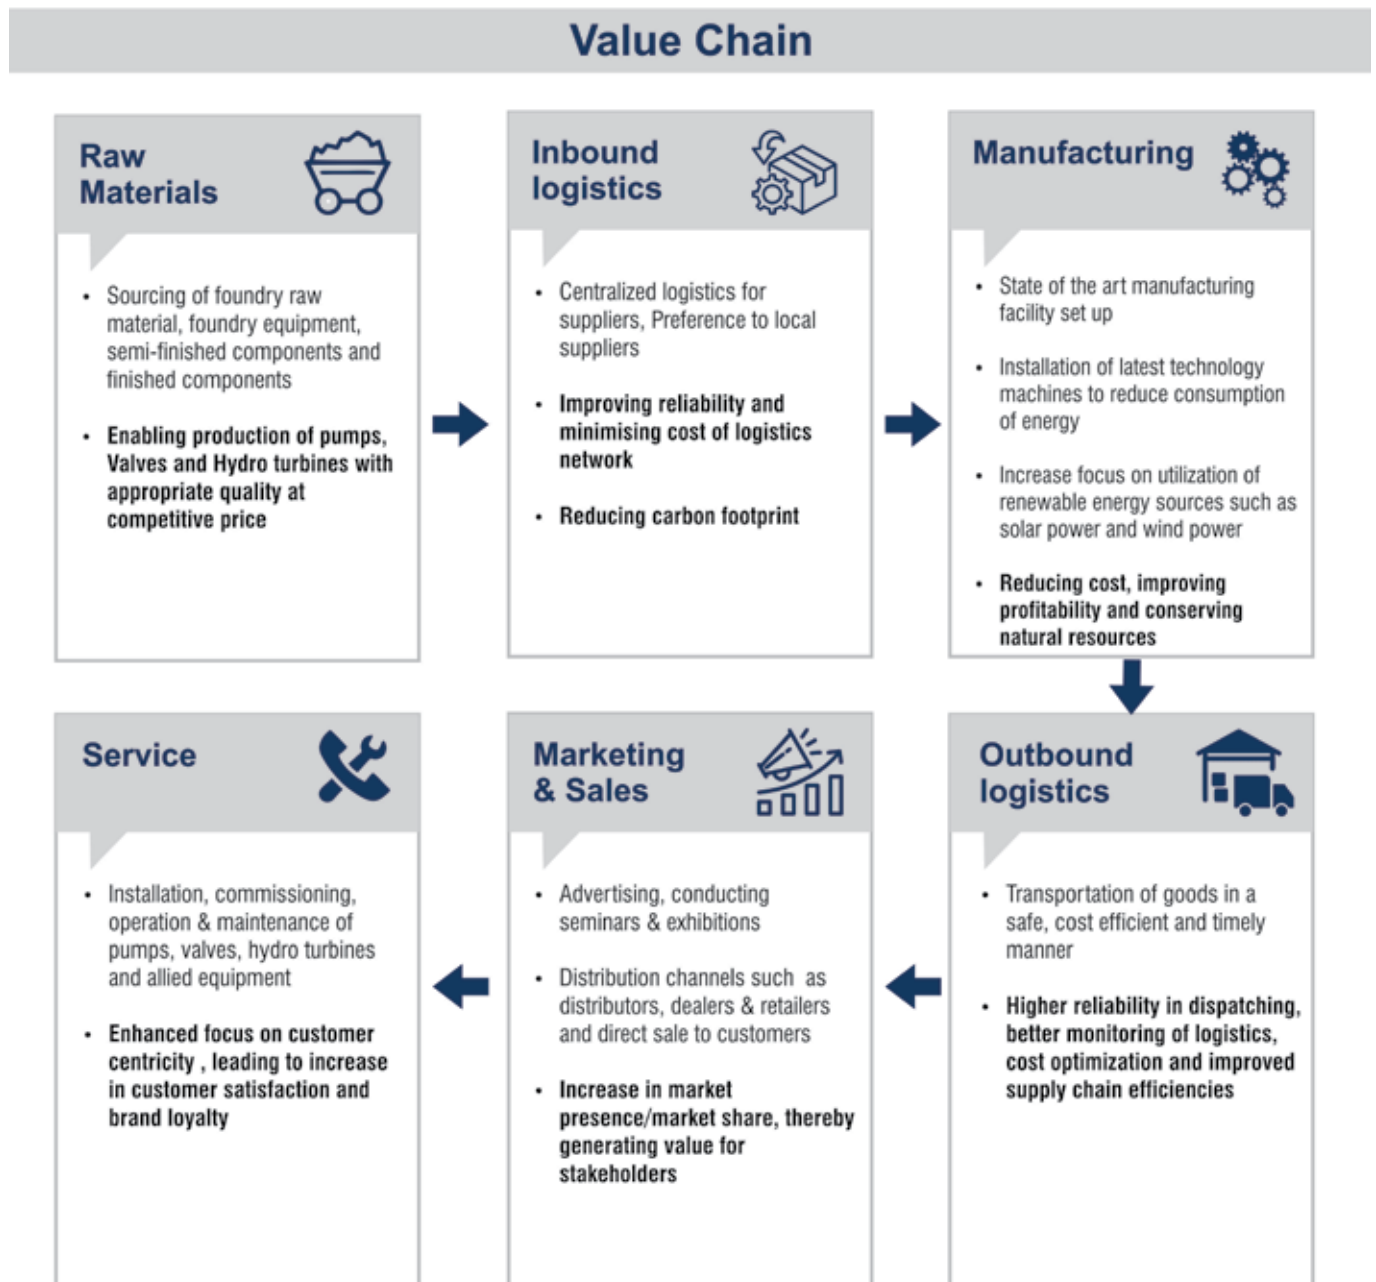 Value Chain
Raw
Materials
• Sourcing of foundry raw
material, foundry equipment,
semi-finished components and
finished components
• Enabling production of pumps,
Valves and Hydro turbines with
appropriate quality at
competitive price
Inbound
logistics
• Centralized logistics for
suppliers, Preference to local
suppliers
• Improving reliability and
minimising cost of logistics
network
• Reducing carbon footprint
Manufacturing
• State of the art manufacturing
facility set up
• Installation of latest technology
machines to reduce consumption
of energy
• Increase focus on utilization of
renewable energy sources such as
solar power and wind power
• Reducing cost, improving
profitability and conserving
natural resources
Outbound
logistics
• Transportation of goods in a
safe, cost efficient and timely
manner
• Higher reliability in dispatching,
better monitoring of logistics,
cost optimization and improved
supply chain efficiencies
Marketing
& Sales
• Advertising, conducting
seminars & exhibitions
• Distribution channels such as
distributors, dealers & retailers
and direct sale to customers
• Increase in market
presence/market share, thereby
generating value for
stakeholders
Service
• Installation, commissioning,
operation & maintenance of
pumps, valves, hydro turbines
and allied equipment
• Enhanced focus on customer
centricity , leading to increase
in customer satisfaction and
brand loyalty